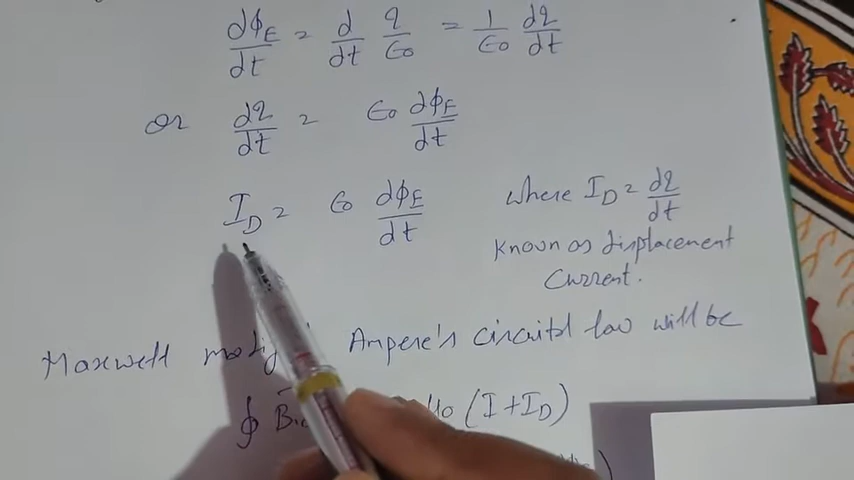 dφE/dt = d/dt q/ϵ0 = 1/ϵ0 dq/dt
or dq/dt = ϵ0 dφE/dt
ID = ϵ0 dφE/dt where ID = dq/dt
Known as displacement
Current.
Maxwell Ampere's circuital law will be
∮ (I+ID)